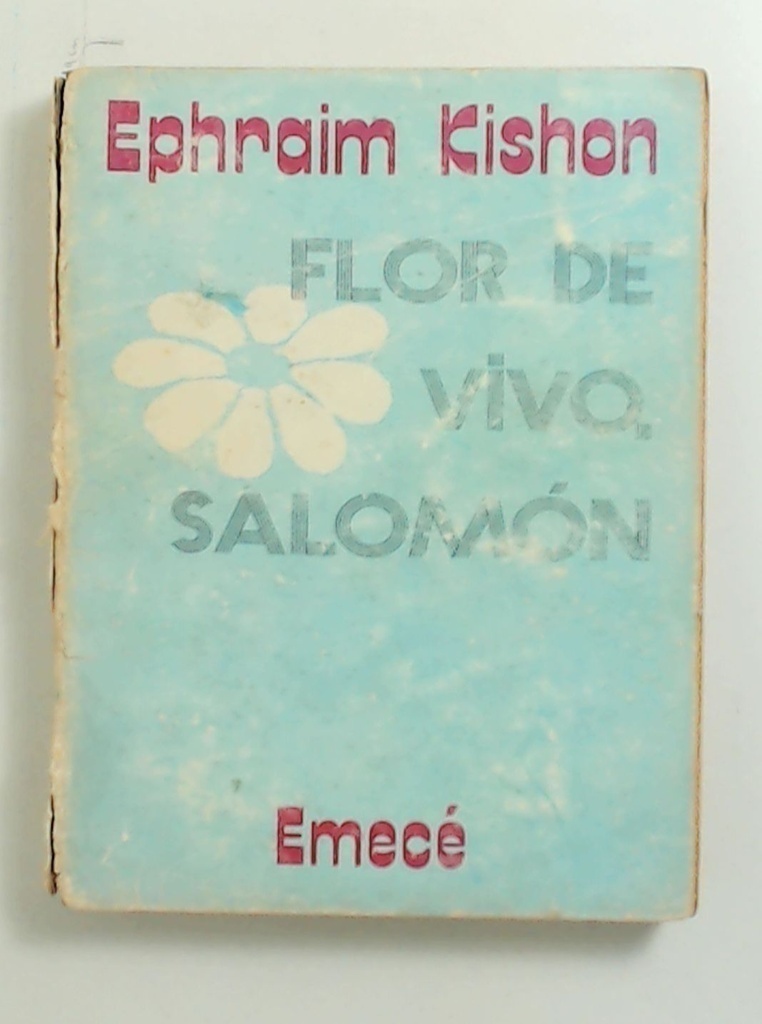 Ephraim Kishon
FLOR DE
VIVO,
SALOMÓN
Emecé